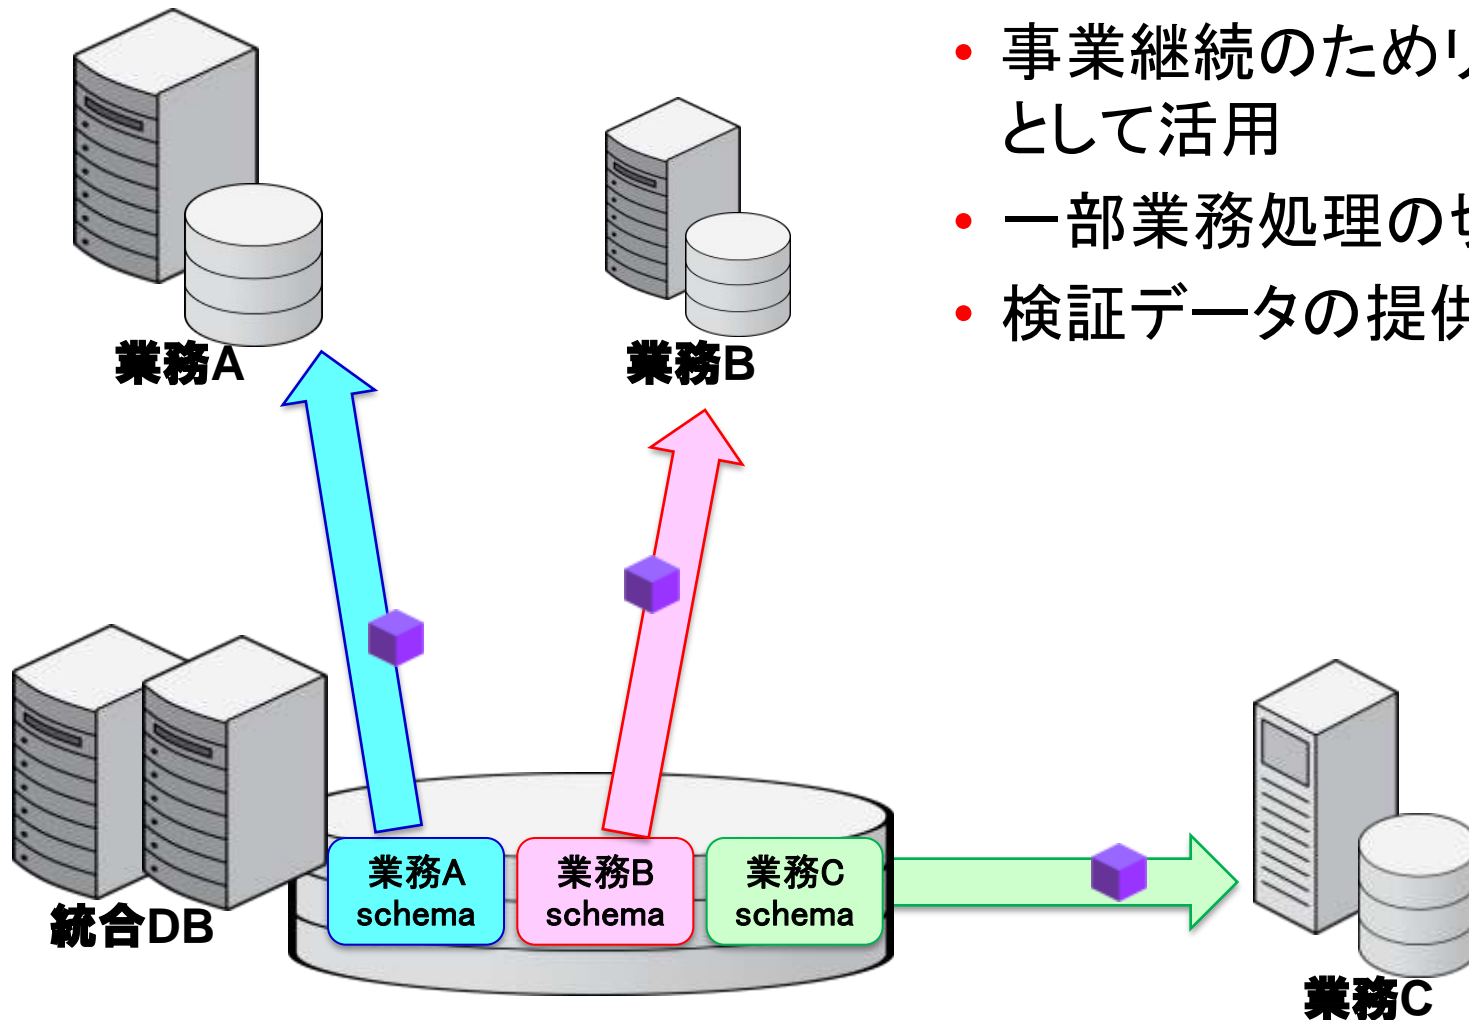 • 事業継続のため
として活用
• 一部業務処理の
• 検証データの提供
業務A
業務B
業務A
schema
業務B
schema
業務C
schema
統合DB
業務C